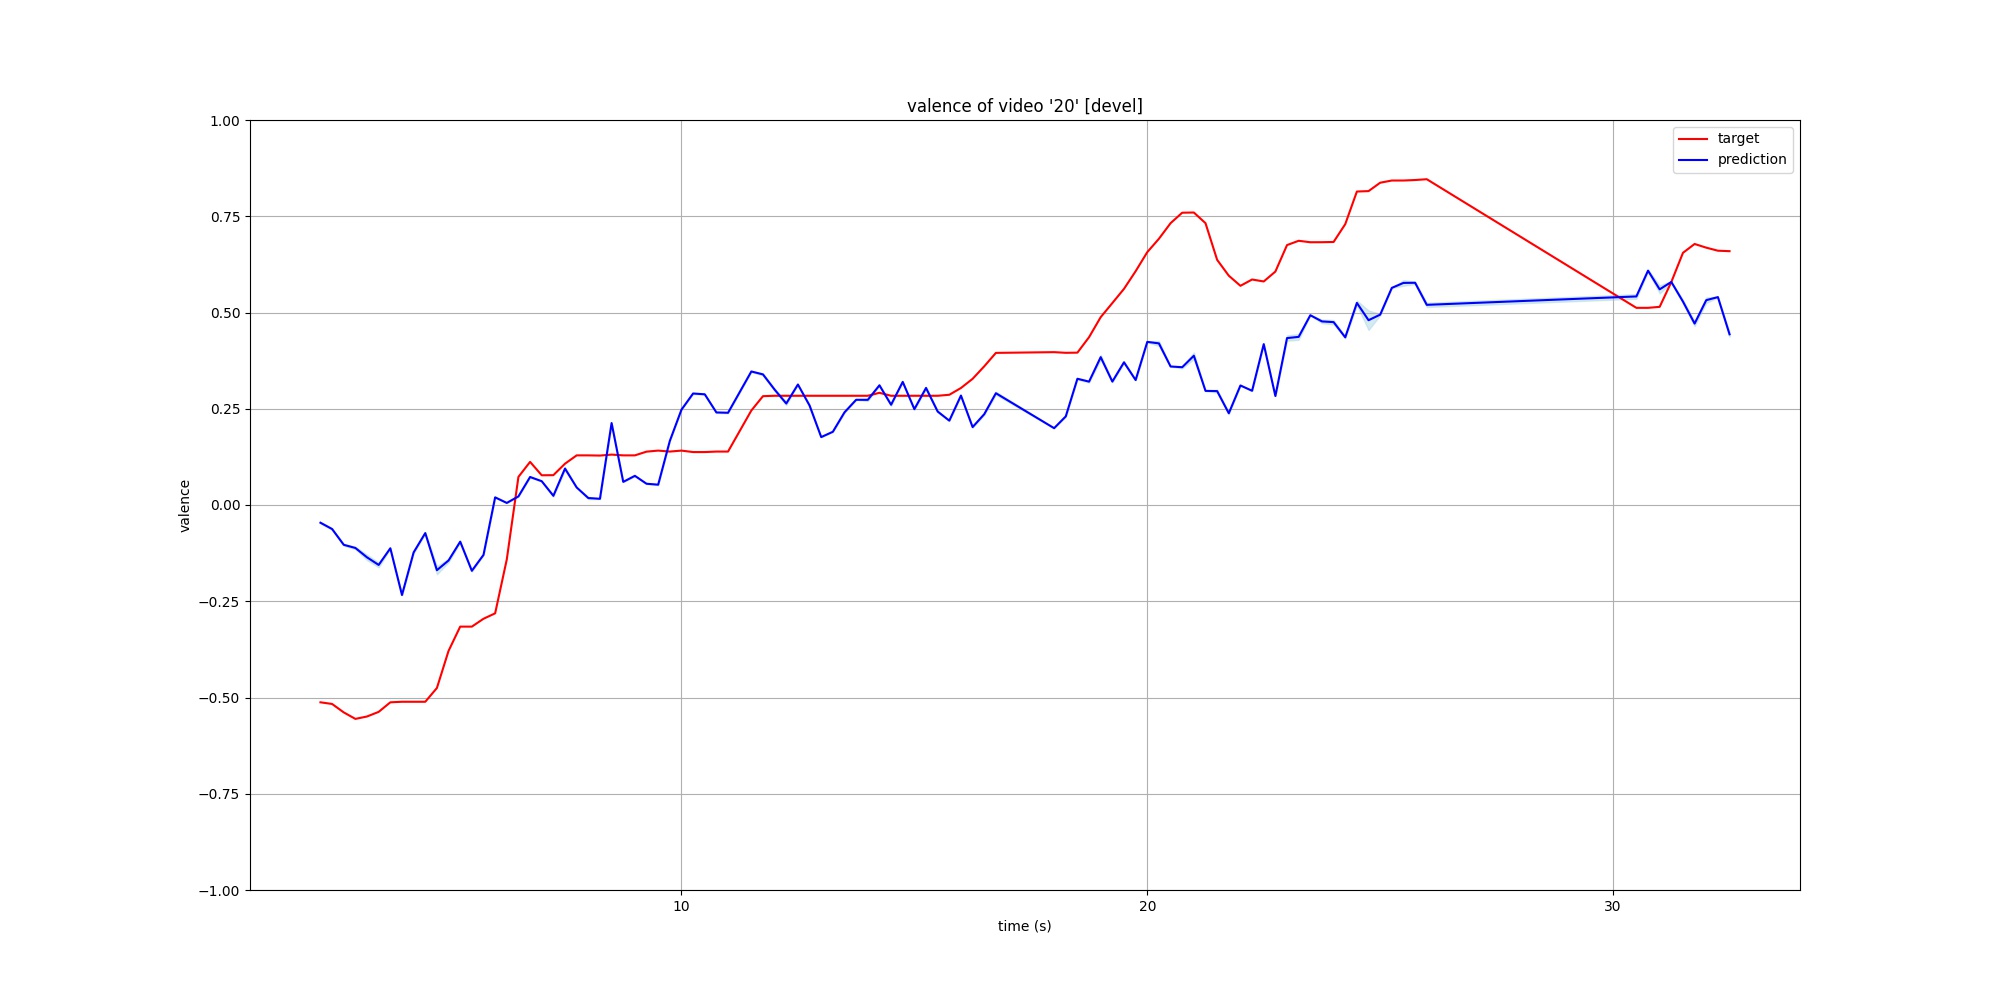 valence of video '20' [devel]
1.00
0.75
0.50
0.25
0.00
−0.25
−0.50
−0.75
−1.00
valence
target
prediction
10
20
30
time (s)